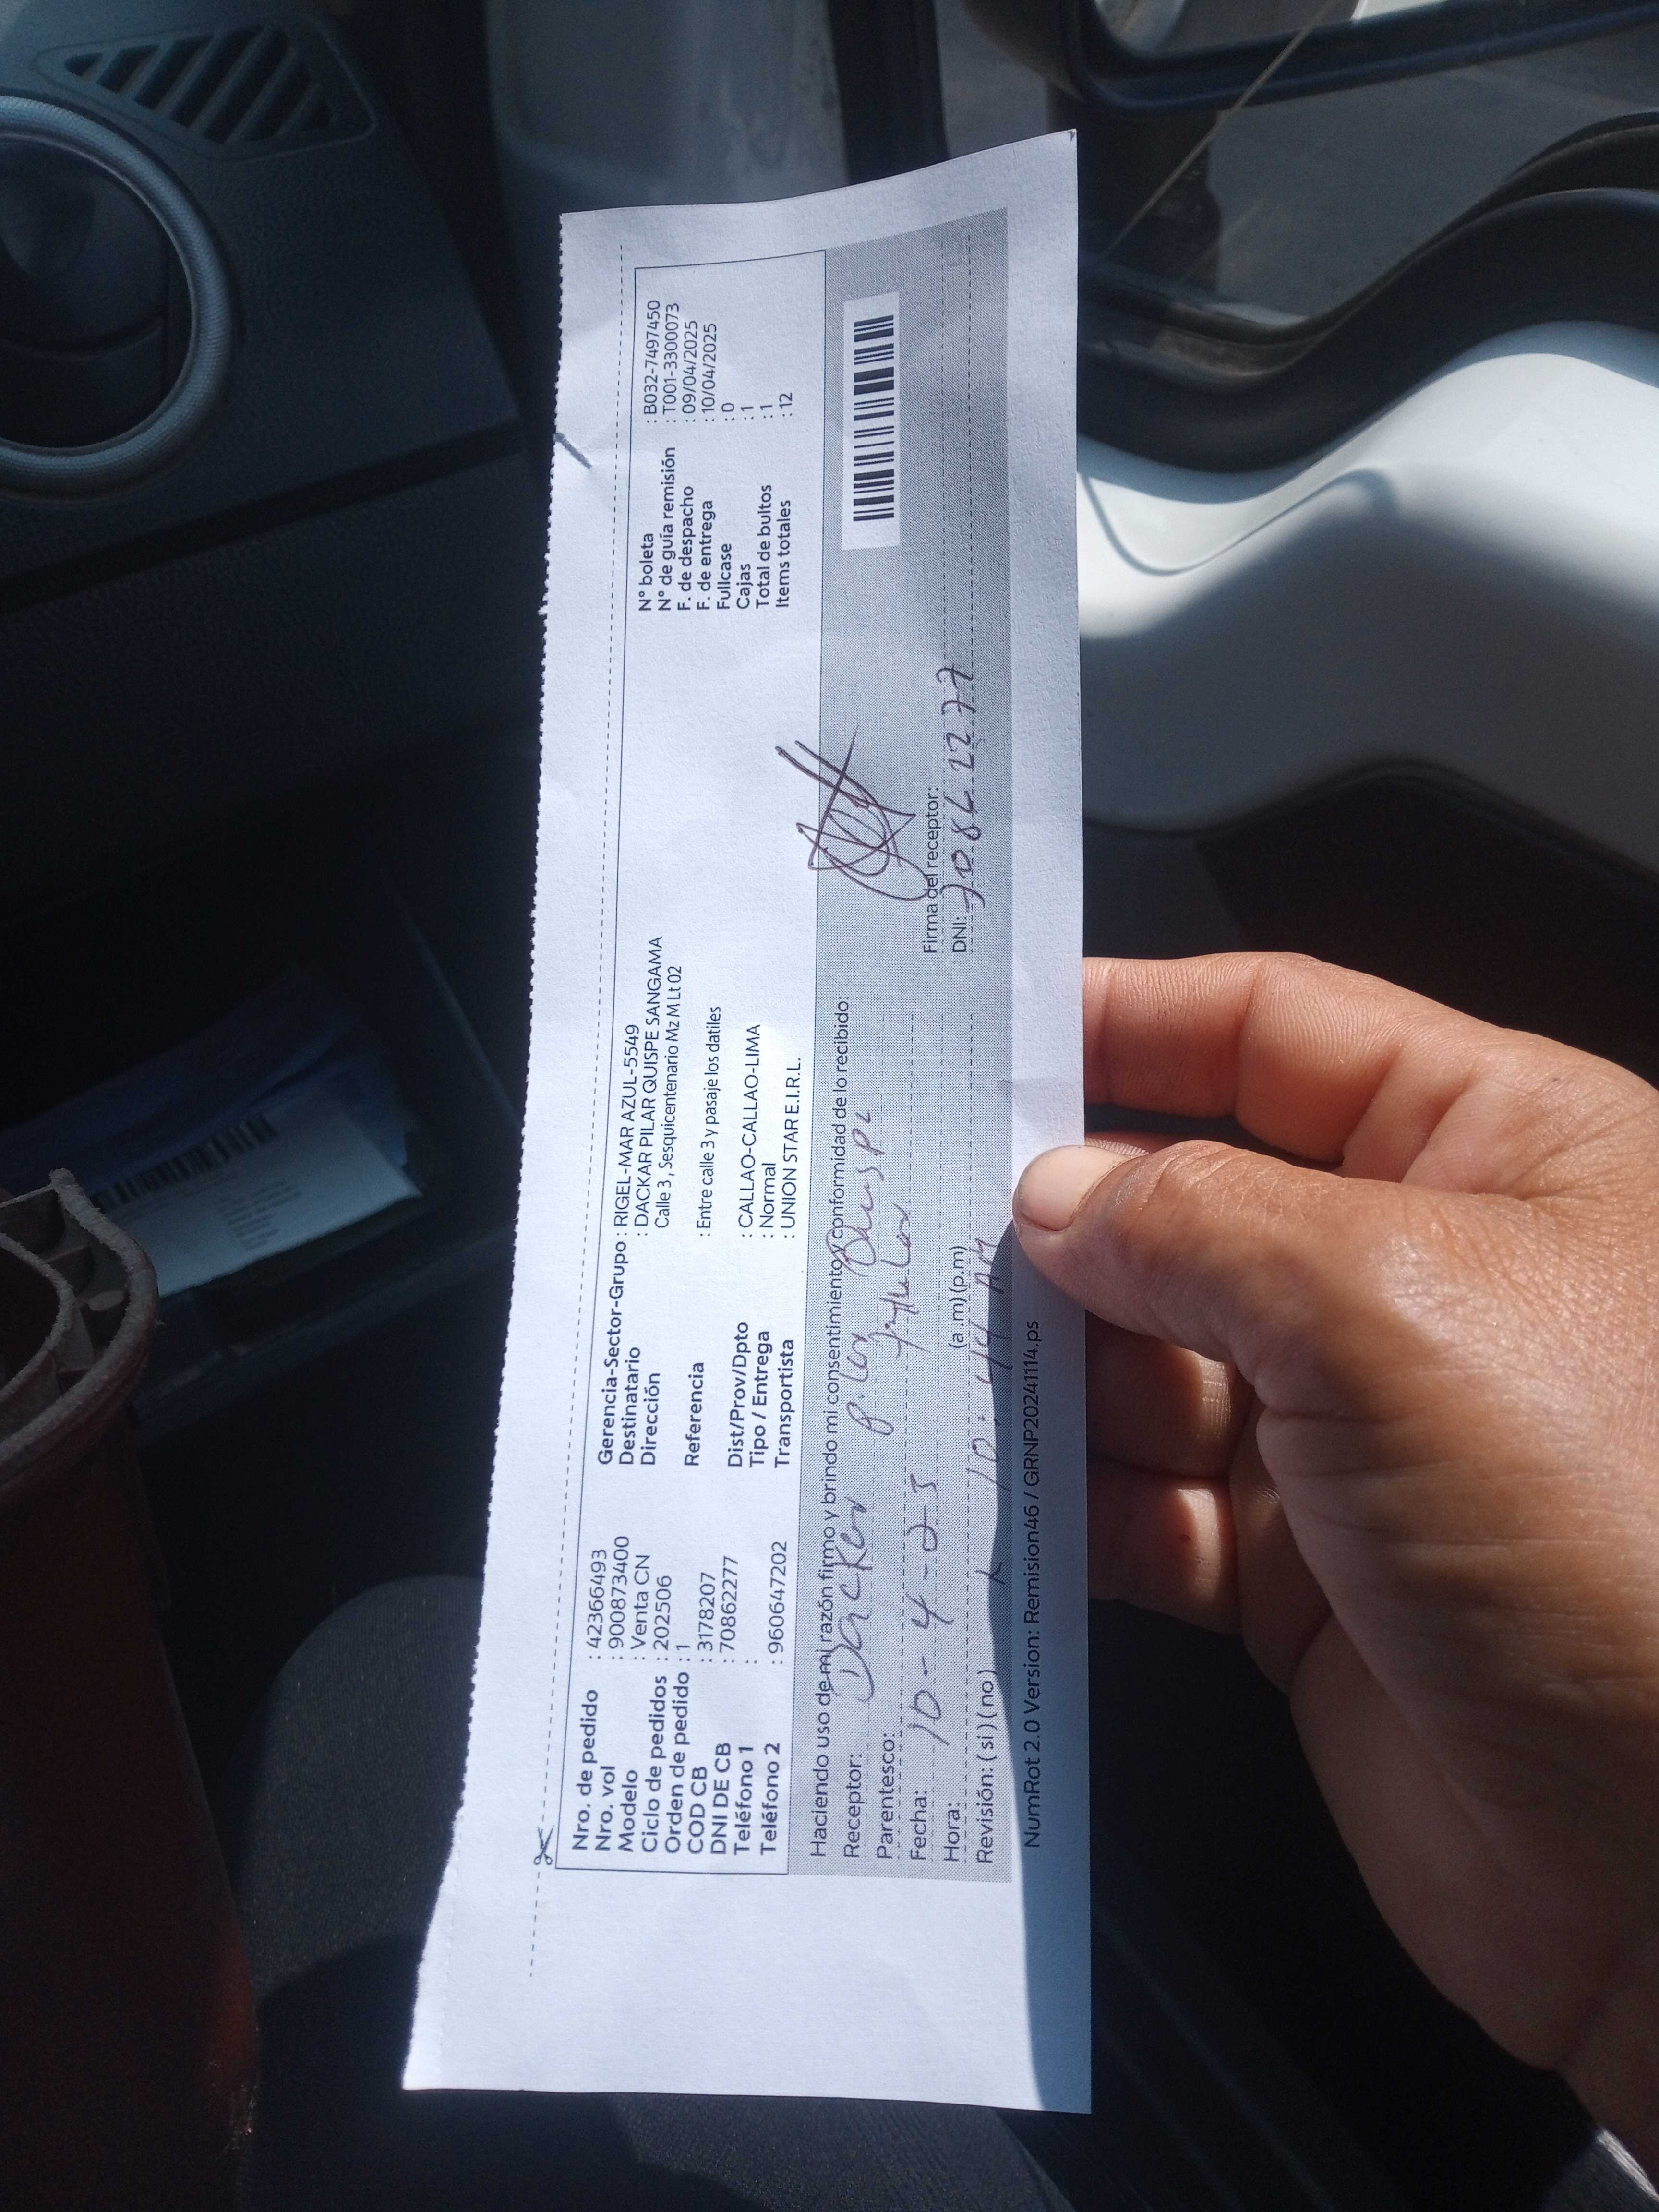 Nro. de pedido : 42366493
Nro. vol : 900873400
Modelo : Venta CN
Ciclo de pedidos : 202506
Orden de pedido : 1
COD CB : 3178207
DNI DE CB : 70862277
Teléfono 1 :
Teléfono 2 : 960647202
Gerencia-Sector-Grupo : RIGEL-MAR AZUL-5549
Destinatario : DACKAR PILAR QUISPE SANGAMA
Dirección Calle 3 , Sesquicentenario Mz M Lt 02
Referencia : Entre calle 3 y pasaje los datiles
Dist/Prov/Dpto : CALLAO-CALLAO-LIMA
Tipo / Entrega : Normal
Transportista : UNION STAR E.I.R.L.
N° boleta : B032-7497450
N° de guía remisión : T001-3300073
F. de despacho : 09/04/2025
F. de entrega : 10/04/2025
Fullcase : 0
Cajas : 1
Total de bultos : 1
Items totales : 12
Haciendo uso de mi razón firmo y brindo mi consentimiento y conformidad de lo recibido:
Receptor: Dacker Pilar Quispe
Parentesco: titular
Fecha: 10-4-25
Hora: (a .m) (p.m)
Revisión: ( si ) ( no ) 10:44 AM
Firma del receptor:
DNI: 70862277
NumRot 2.0 Version: Remision46 / GRNP20241114.ps